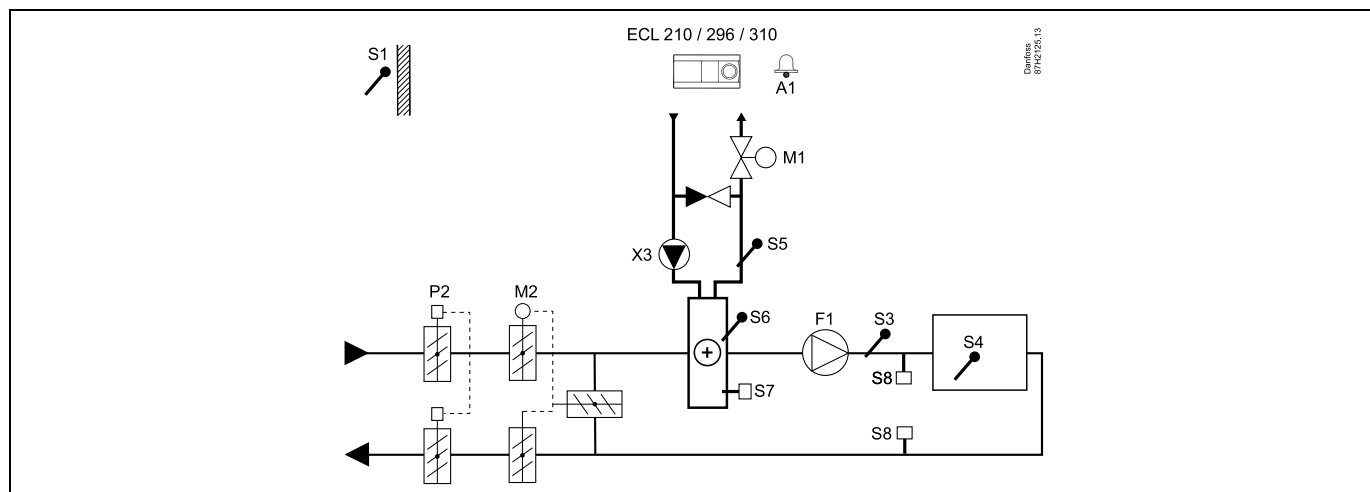 ECL 210 / 296 / 310
S1
A1
Danfoss
87H2125.13
M1
X3
S5
P2
M2
S6
F1
S3
S4
S7
S8
S8